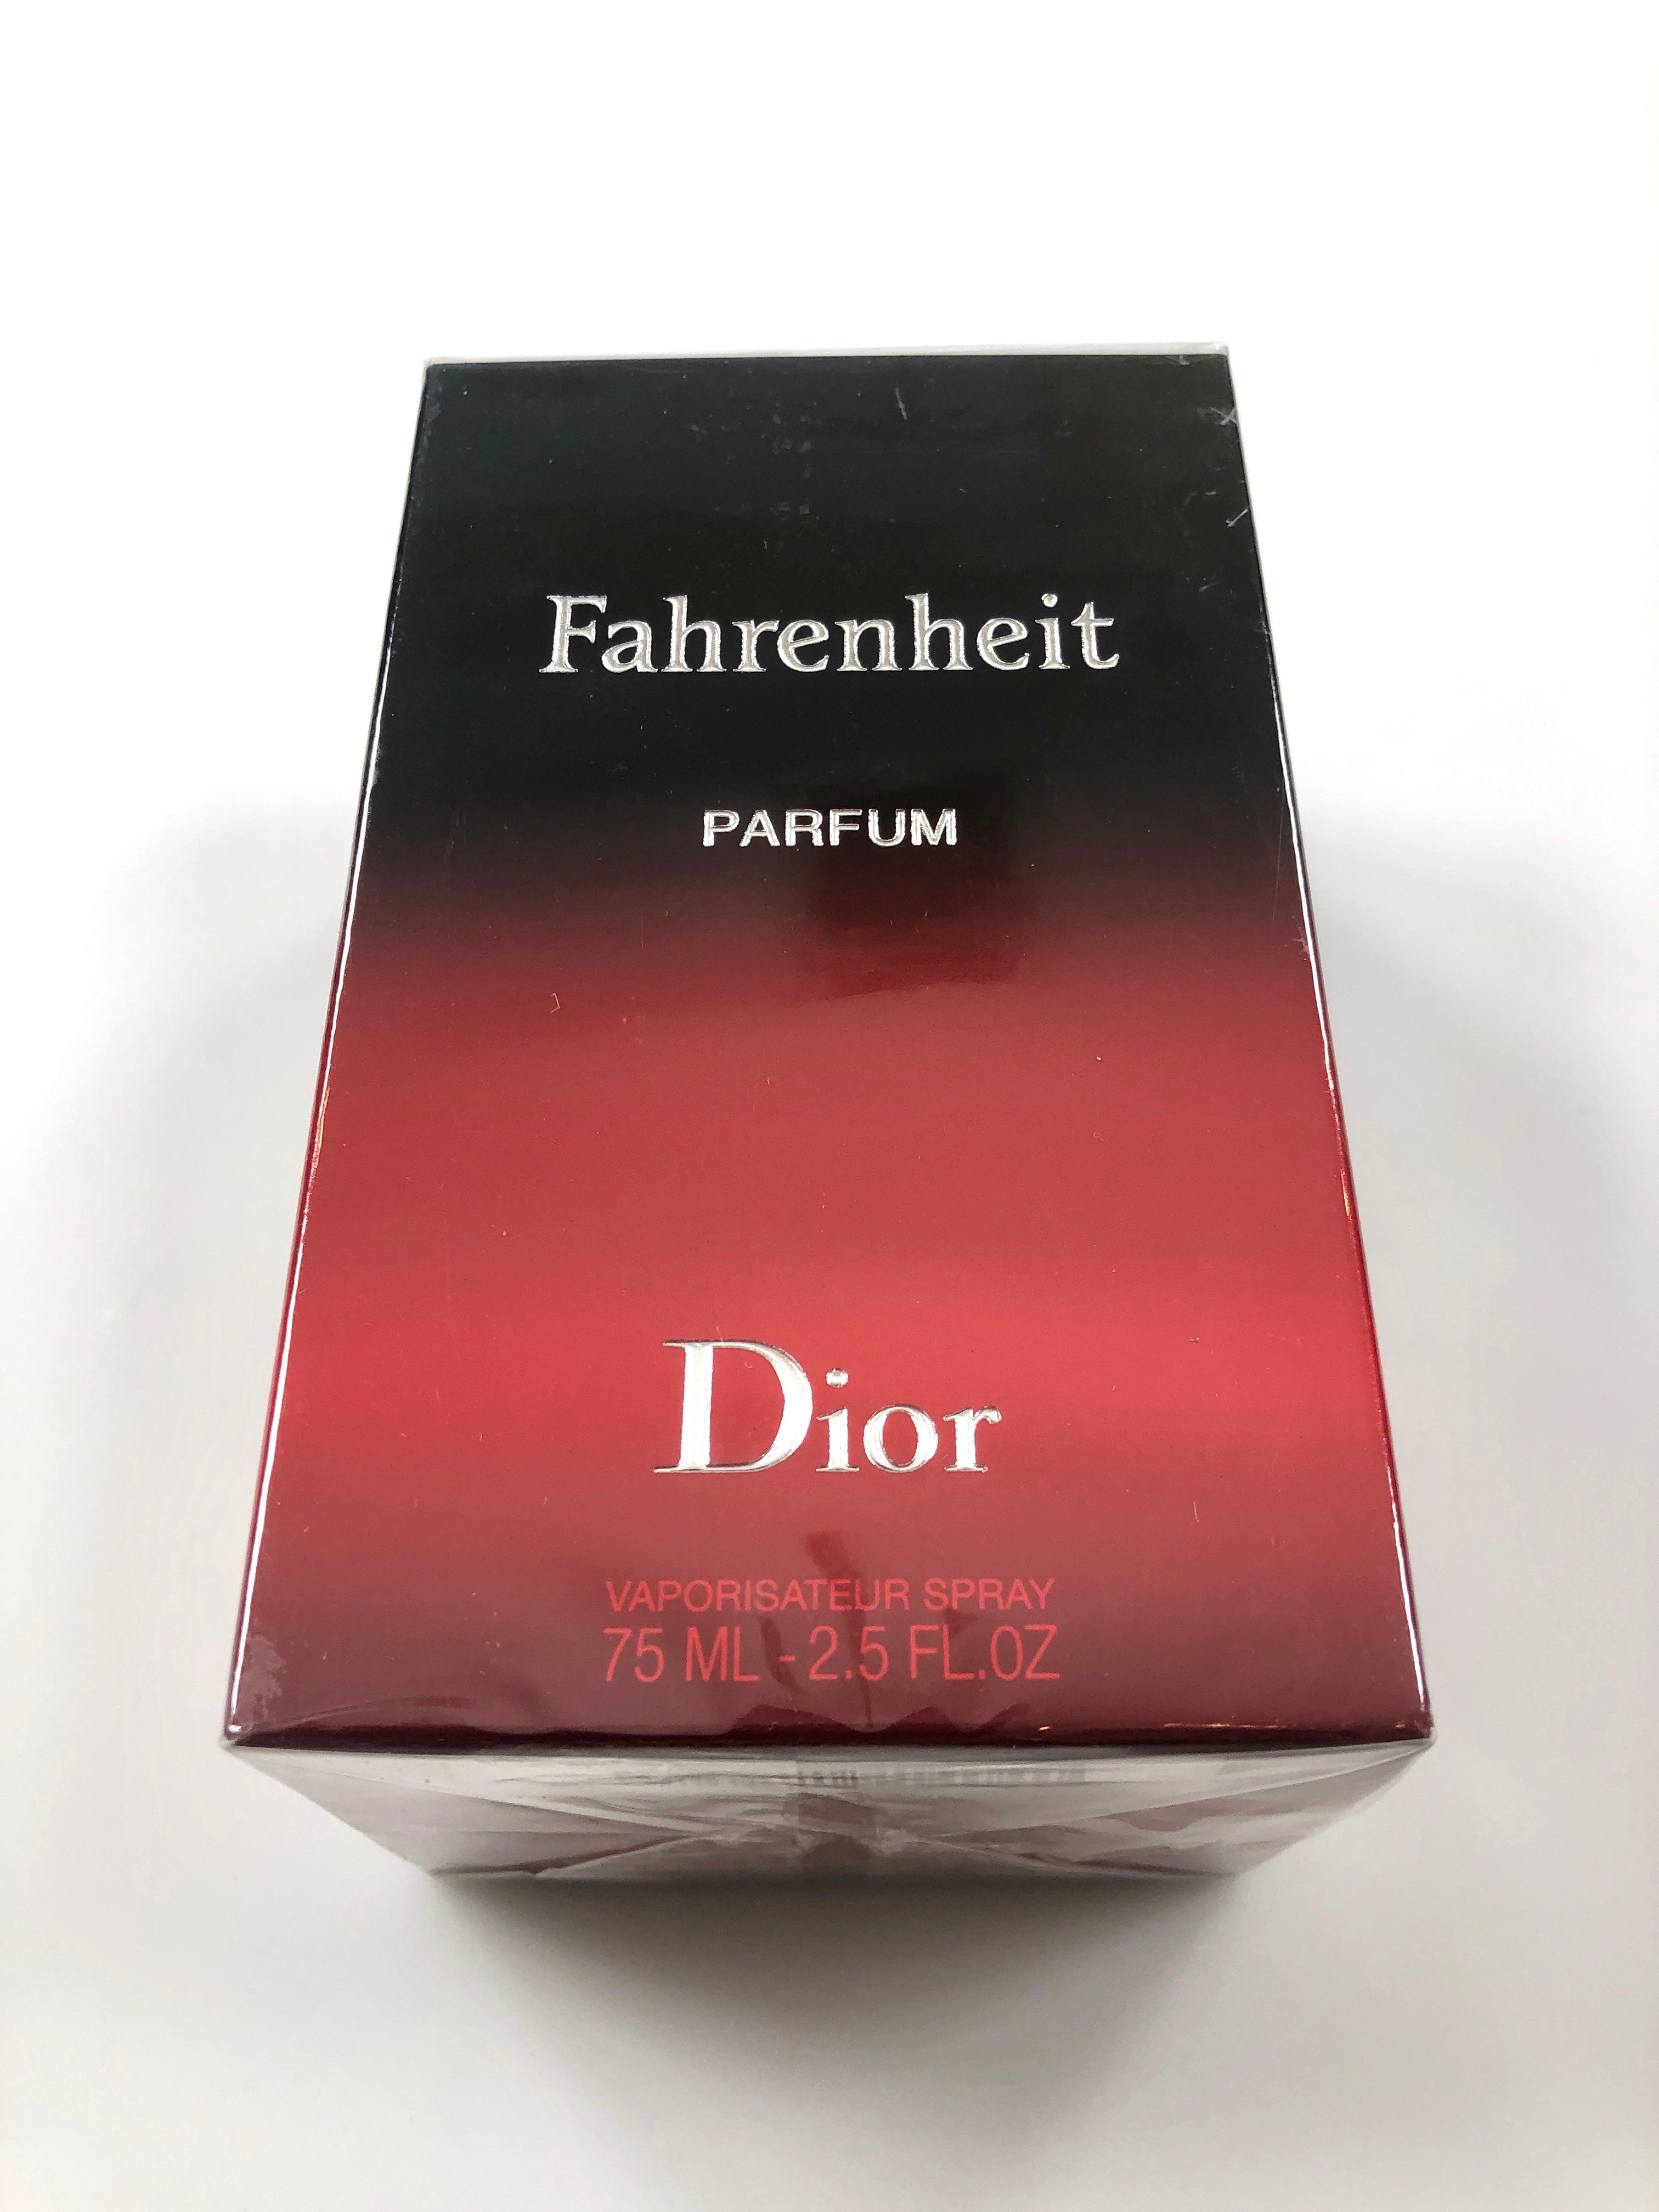 Fahrenheit
PARFUM
Dior
VAPORISATEUR SPRAY
75 ML - 2.5 FL.OZ